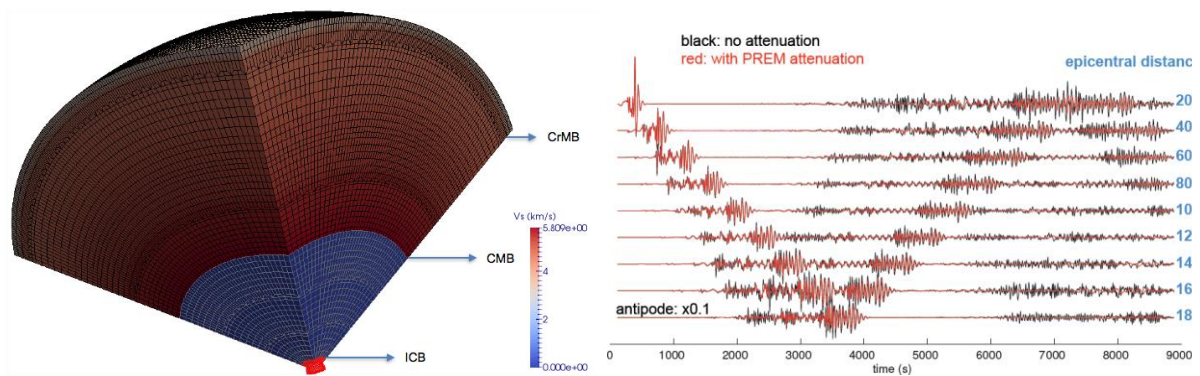 CrMB
Vs (km/s)
5.809e+00
4
2
0.000e+00
CMB
ICB
black: no attenuation
red: with PREM attenuation
epicentral distanc
20
40
60
80
10
12
14
16
18
antipode: x0.1
0 1000 2000 3000 4000 5000 6000 7000 8000 9000
time (s)